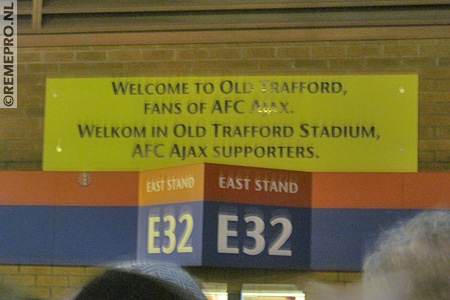 ©REMEPRO.NL
WELCOME TO OLD TRAFFORD,
FANS OF AFC AJAX.
WELKOM IN OLD TRAFFORD STADIUM,
AFC AJAX SUPPORTERS.
EAST STAND EAST STAND
E32 E32